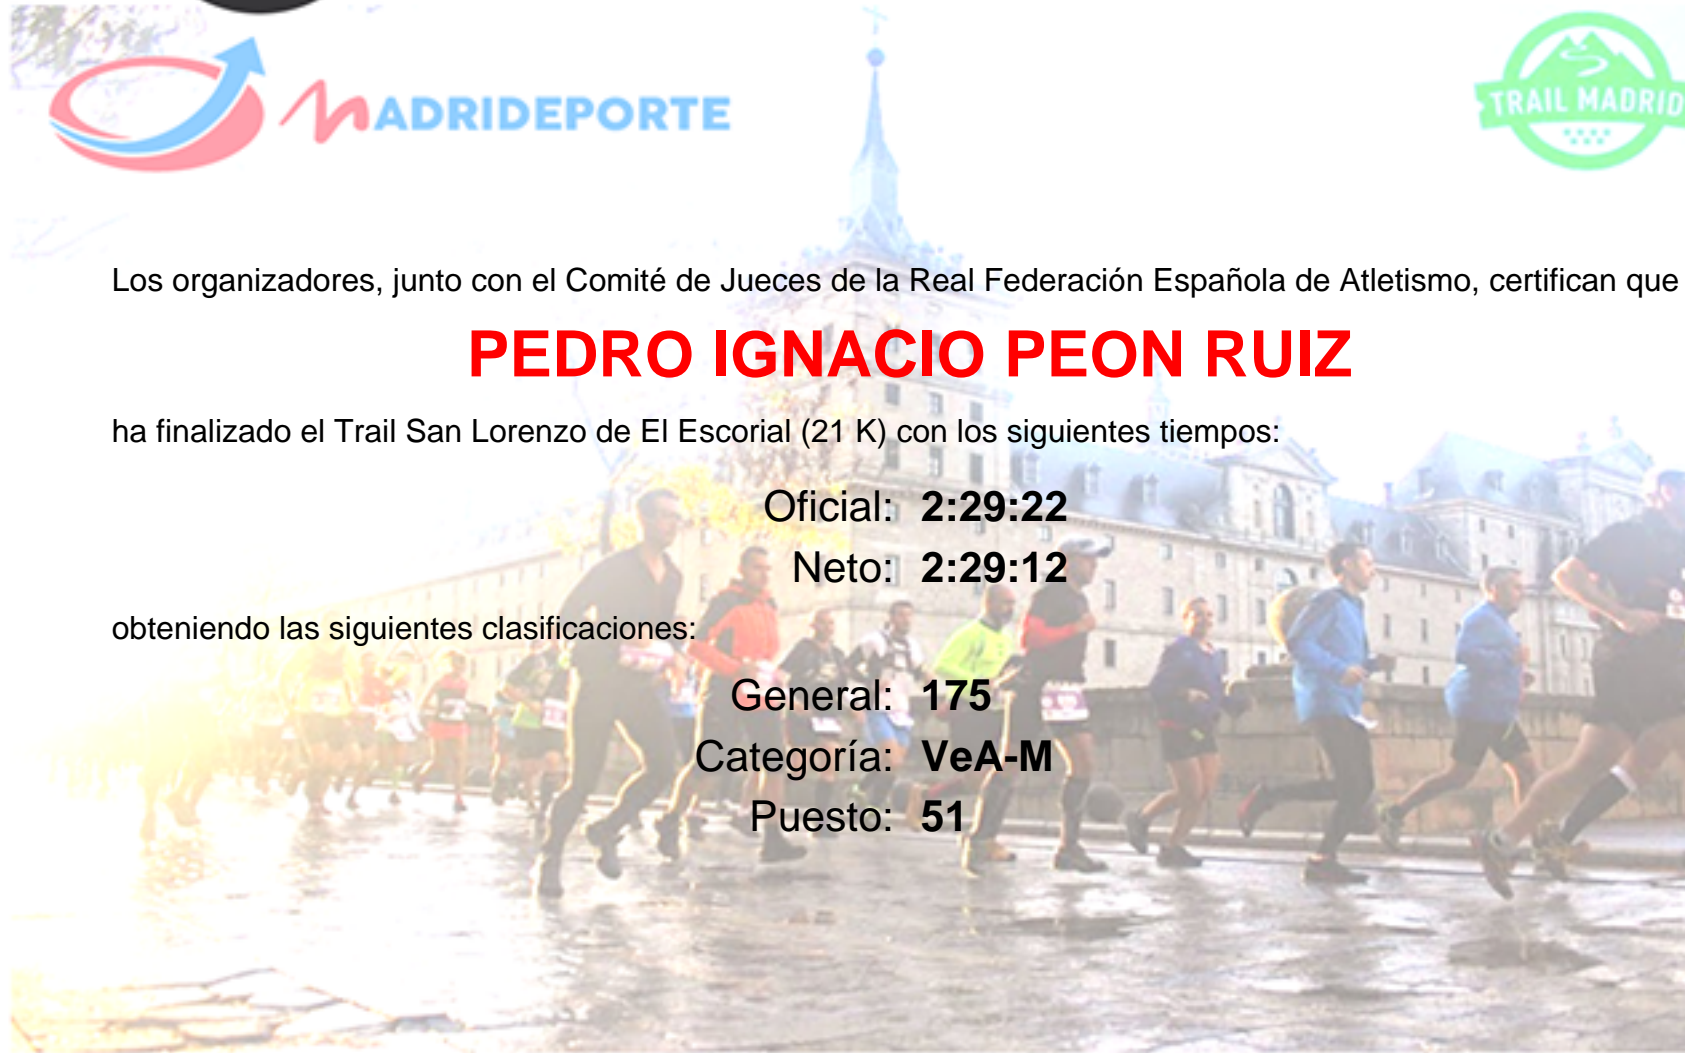 MADRIDEPORTE
TRAIL MADRID
Los organizadores, junto con el Comité de Jueces de la Real Federación Española de Atletismo, certifican que
PEDRO IGNACIO PEON RUIZ
ha finalizado el Trail San Lorenzo de El Escorial (21 K) con los siguientes tiempos:
Oficial: 2:29:22
Neto: 2:29:12
obteniendo las siguientes clasificaciones:
General: 175
Categoría: VeA-M
Puesto: 51